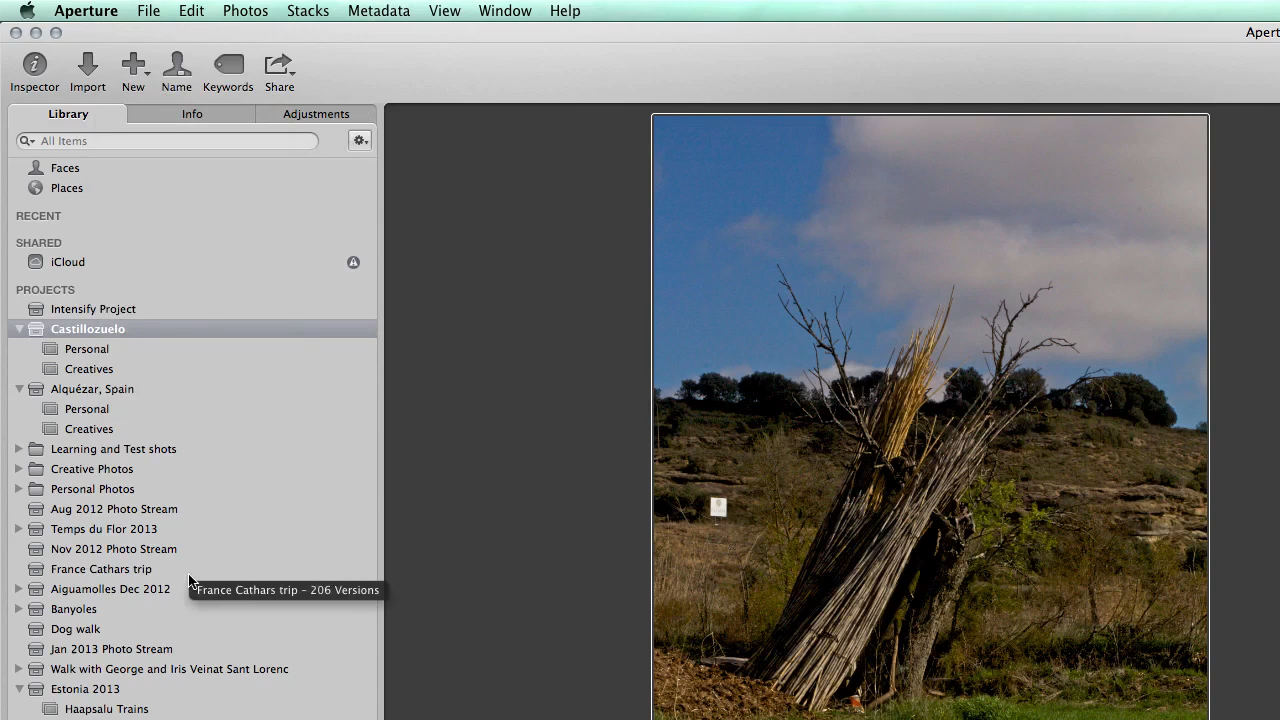 Aperture File Edit Photos Stacks Metadata View Window Help
Apert
Inspector Import New Name Keywords Share
Library Info Adjustments
All Items
Faces
Places
RECENT
SHARED
iCloud
PROJECTS
Intensify Project
Castillozuelo
Personal
Creatives
Alquézar, Spain
Personal
Creatives
Learning and Test shots
Creative Photos
Personal Photos
Aug 2012 Photo Stream
Temps du Flor 2013
Nov 2012 Photo Stream
France Cathars trip
France Cathars trip - 206 Versions
Aiguamolles Dec 2012
Banyoles
Dog walk
Jan 2013 Photo Stream
Walk with George and Iris Veinat Sant Lorenc
Estonia 2013
Haapsalu Trains